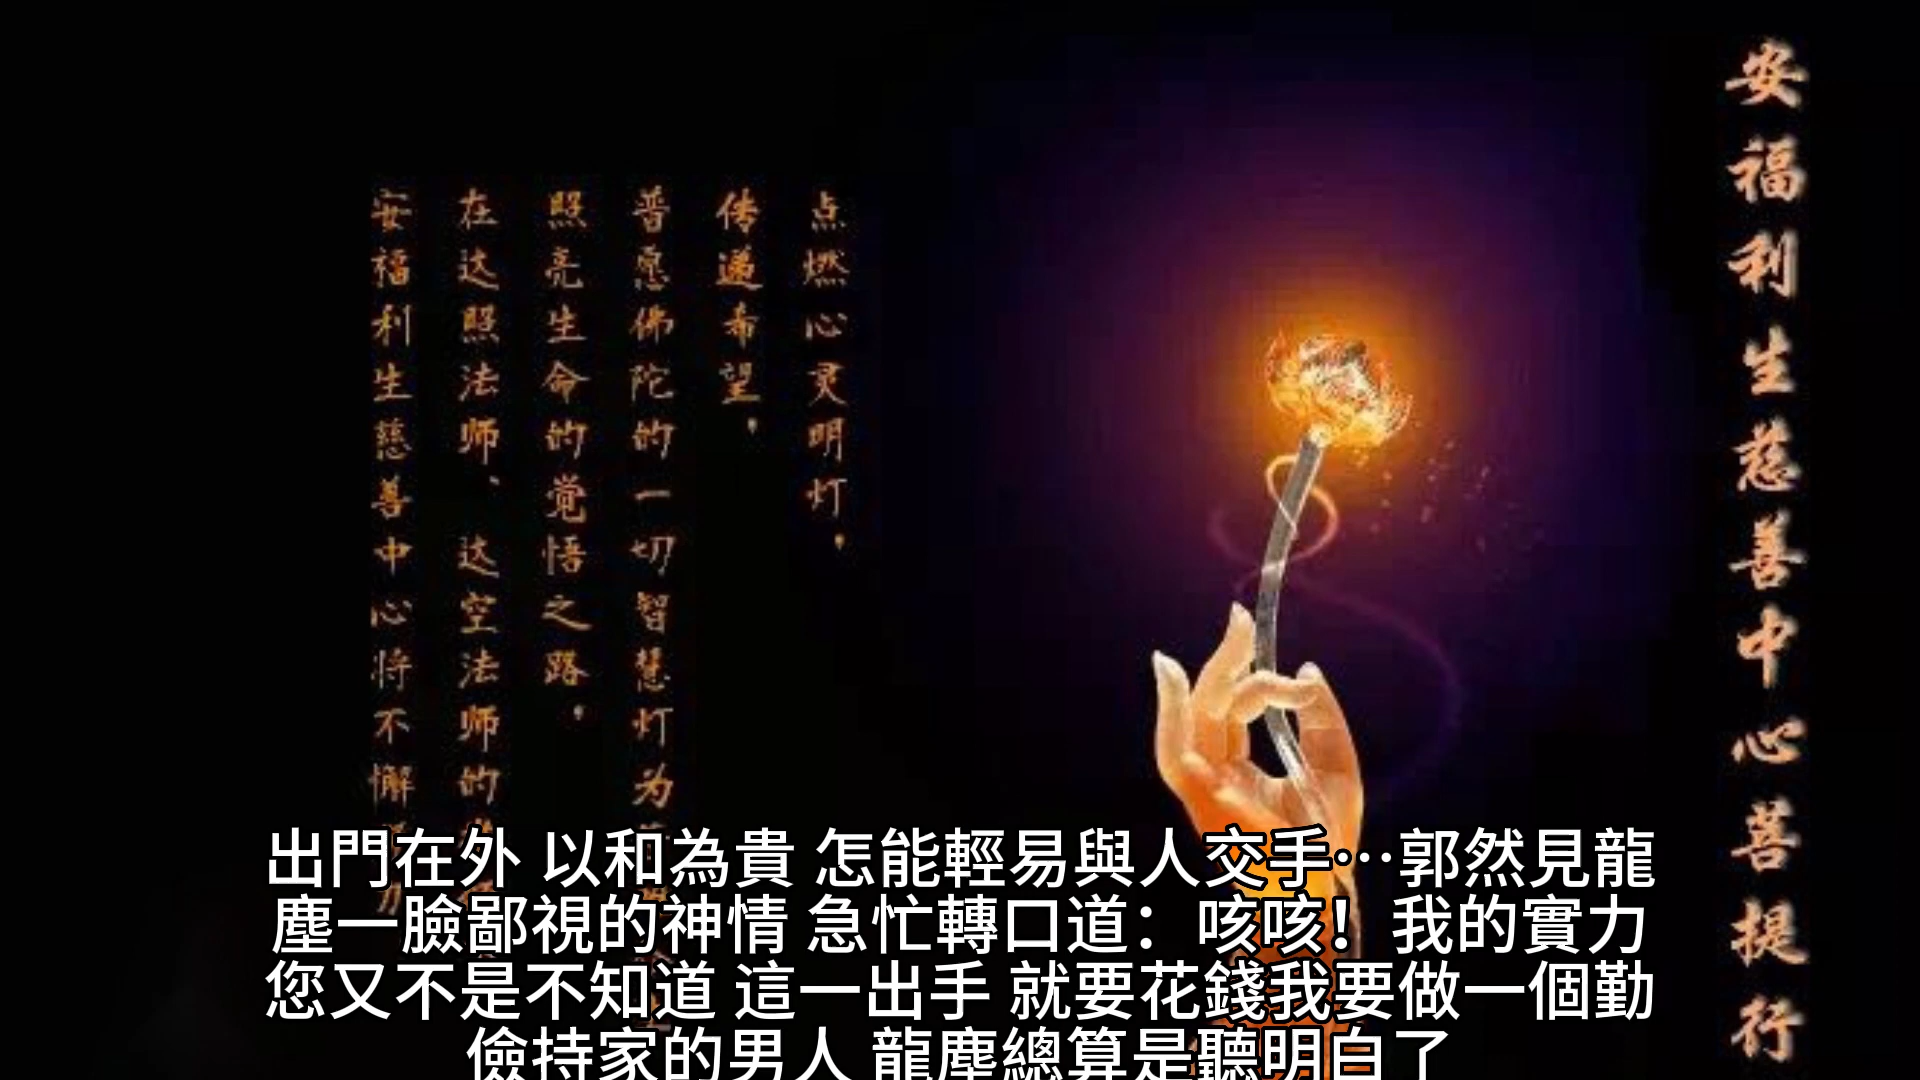 安福利生慈善中心菩提行
点燃心灵明灯，
传递希望，
普愿佛陀的一切智慧灯为
照亮生命的觉悟之路，
在达照法师、达空法师的
安福利生慈善中心将不懈
出門在外 以和為貴 怎能輕易與人交手…郭然見龍
塵一臉鄙視的神情 急忙轉口道：咳咳！我的實力
您又不是不知道 這一出手 就要花錢我要做一個勤
儉持家的男人 龍塵總算是聽明白了